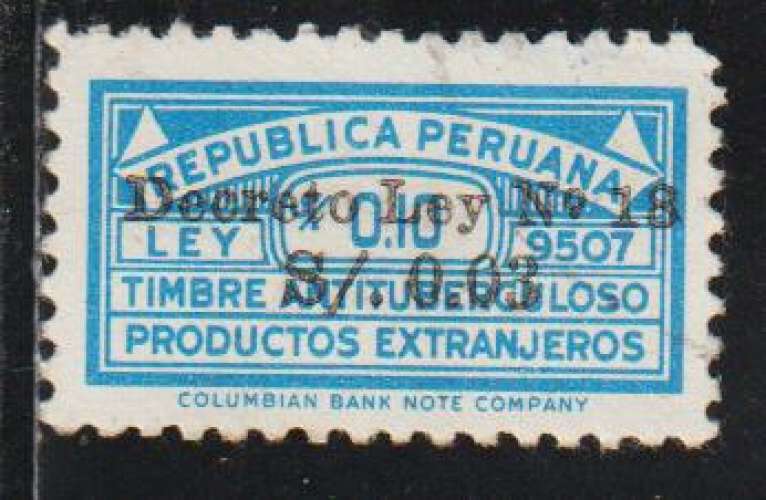 REPUBLICA PERUANA
Decreto Ley Nº 18
S/. 0.10
LEY 9507
S/. 0.03
TIMBRE ANTITUBERCULOSO
PRODUCTOS EXTRANJEROS
COLUMBIAN BANK NOTE COMPANY